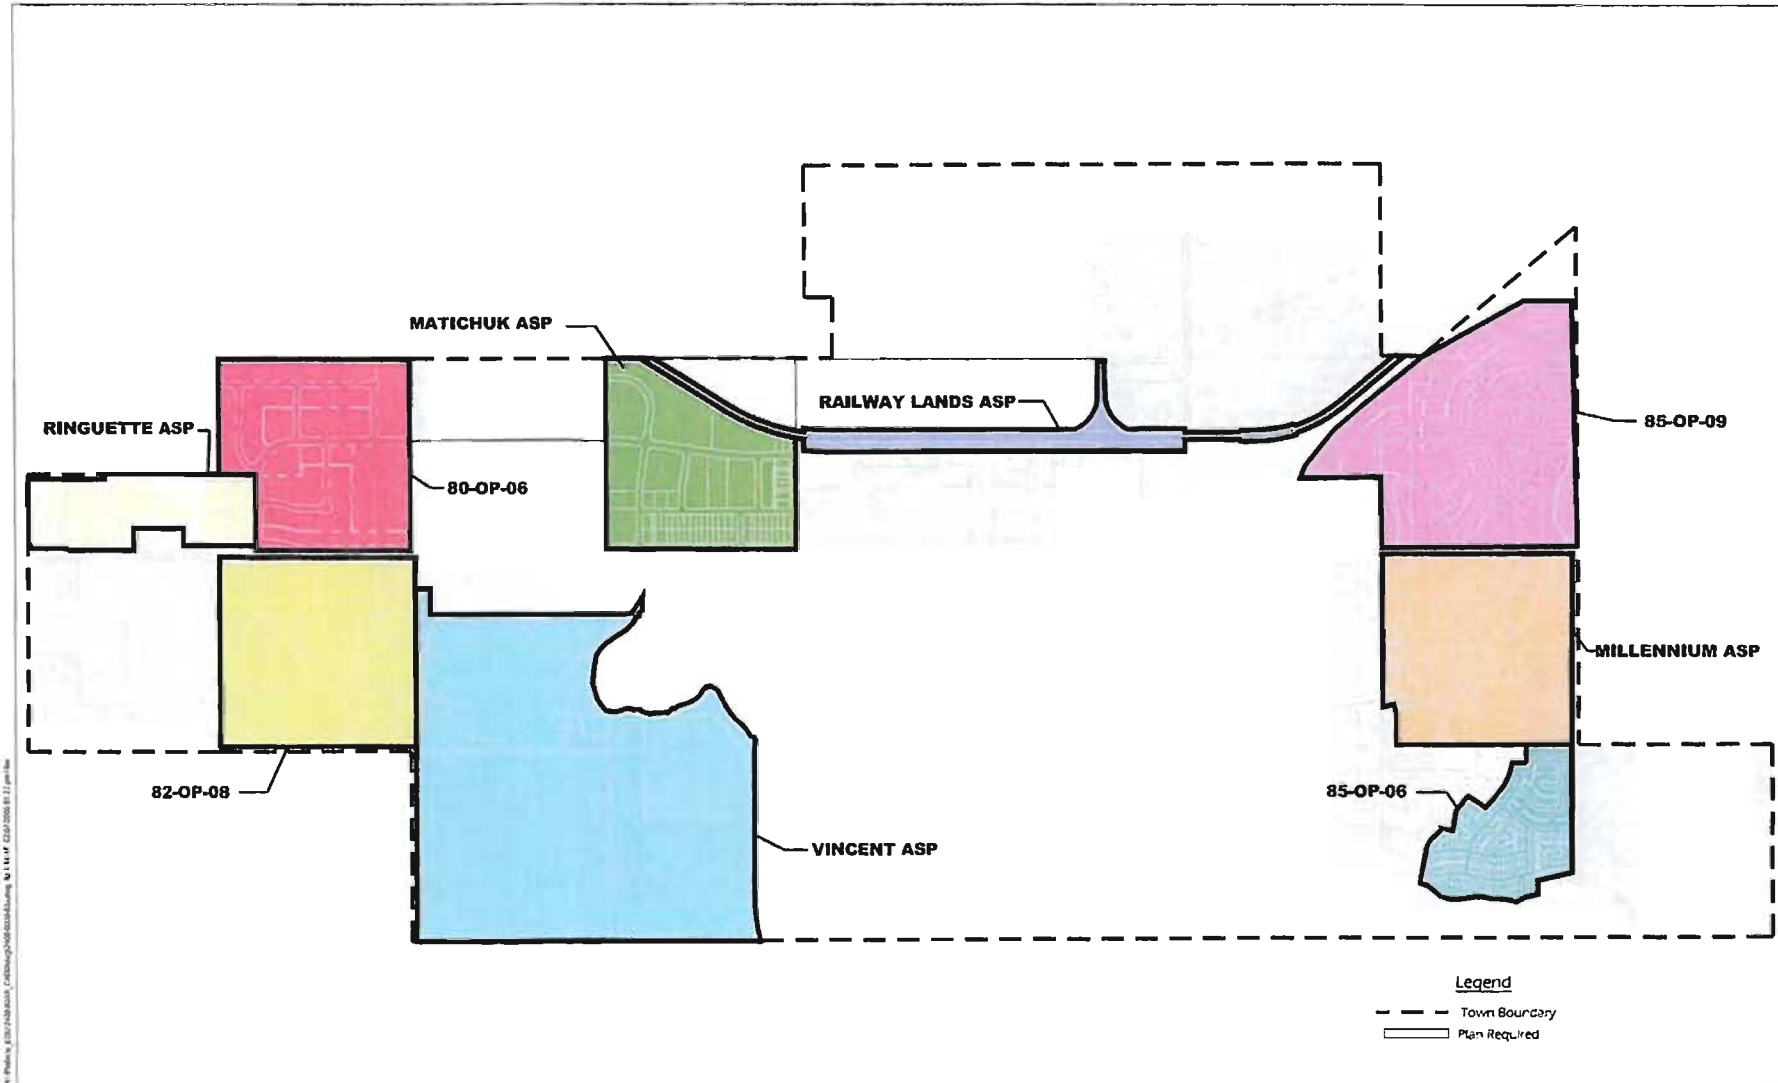 MATICHUK ASP
RAILWAY LANDS ASP
RINGUETTE ASP
85-OP-09
80-OP-06
MILLENNIUM ASP
82-OP-08
85-OP-06
VINCENT ASP
Legend
Town Boundary
Plan Required